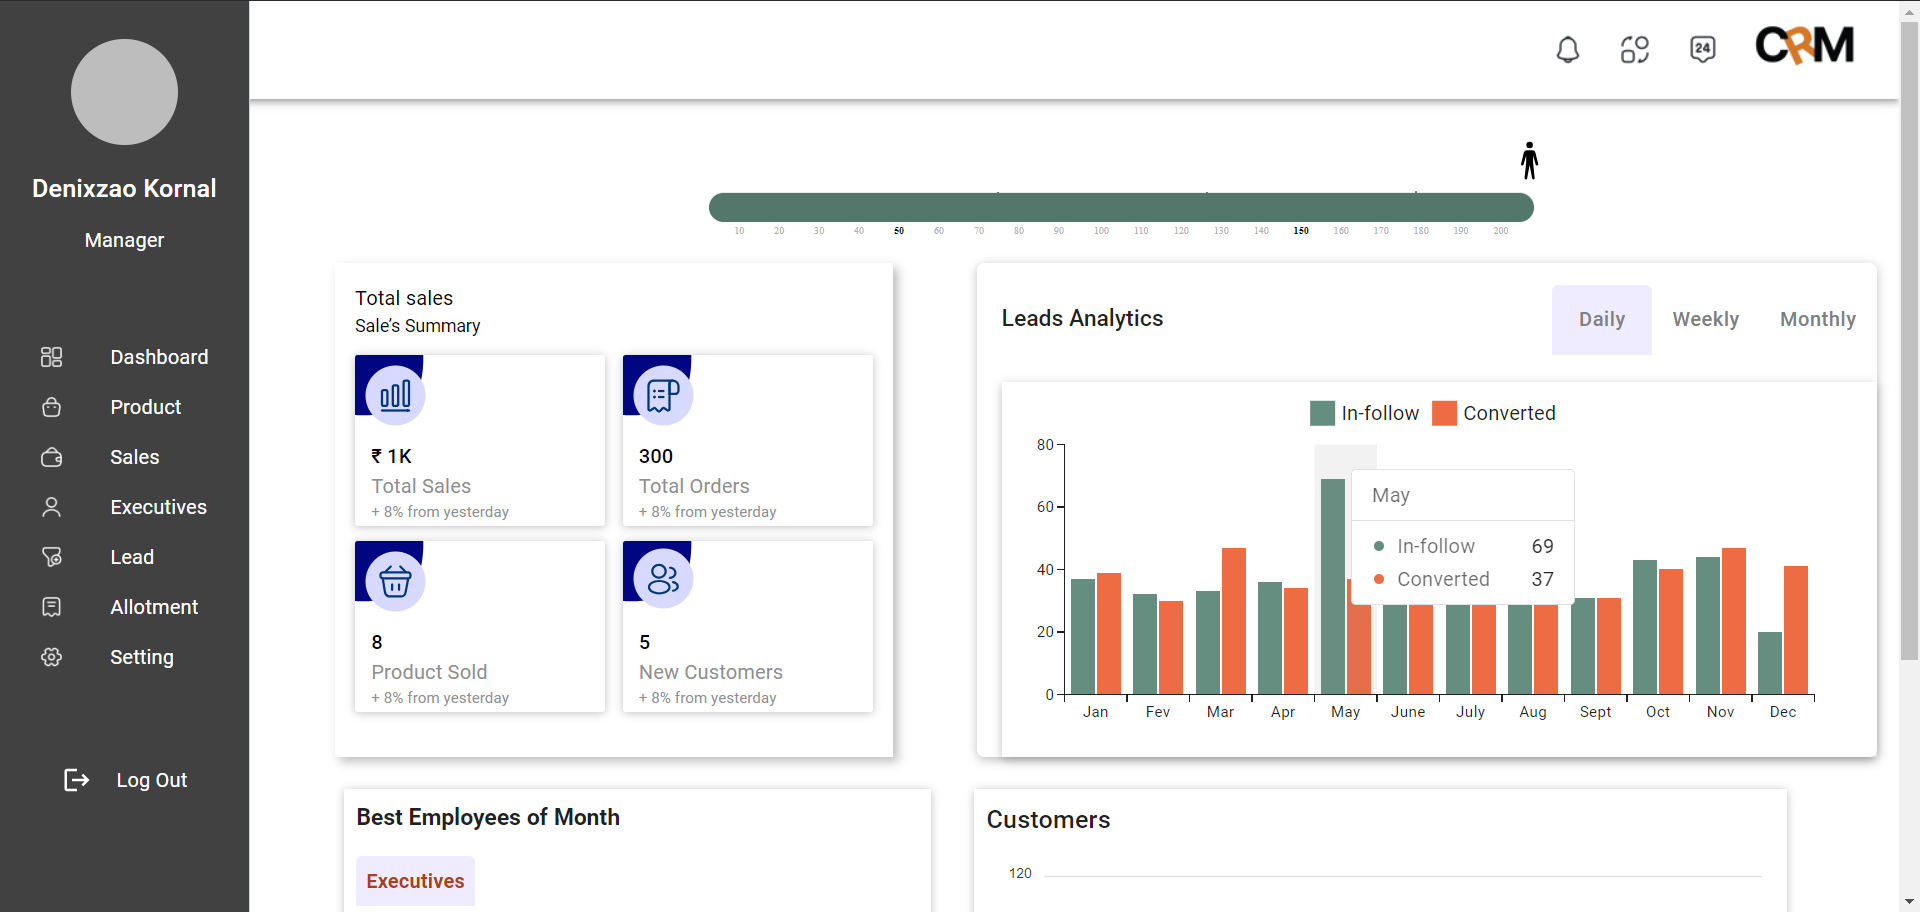 Denixzao Kornal
Manager
Dashboard
Product
Sales
Executives
Lead
Allotment
Setting
Log Out
24
CRM
10 20 30 40 50 60 70 80 90 100 110 120 130 140 150 160 170 180 190 200
Total sales
Sale’s Summary
₹ 1K
Total Sales
+ 8% from yesterday
300
Total Orders
+ 8% from yesterday
8
Product Sold
+ 8% from yesterday
5
New Customers
+ 8% from yesterday
Leads Analytics
Daily Weekly Monthly
In-follow Converted
80
60
40
20
0
May
In-follow 69
Converted 37
Jan Fev Mar Apr May June July Aug Sept Oct Nov Dec
Best Employees of Month
Executives
Customers
120